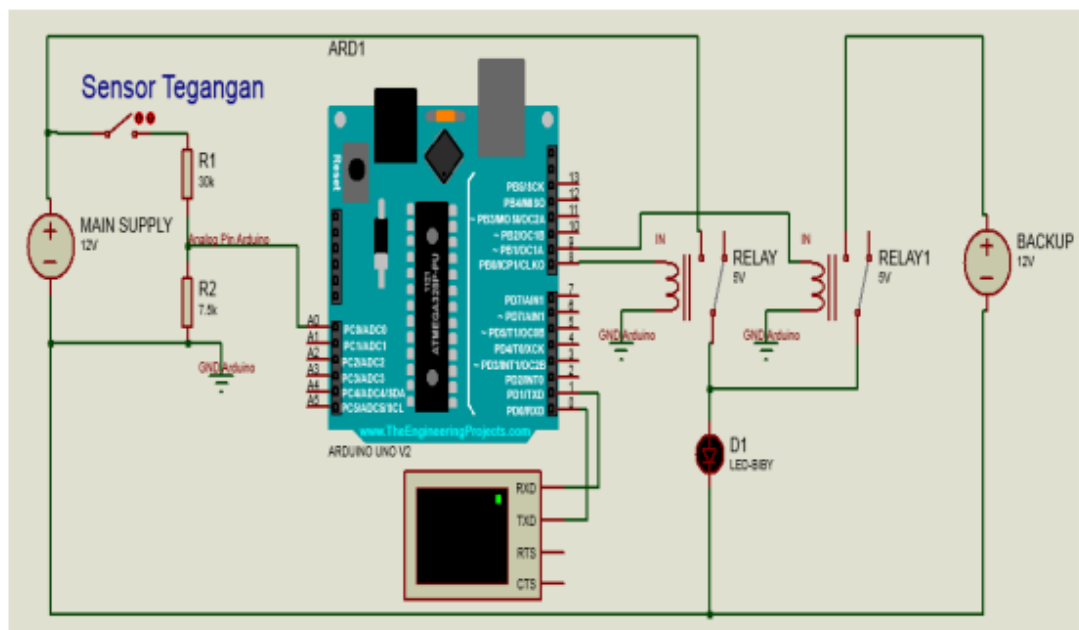 ARD1
Sensor Tegangan
R1
30k
MAIN SUPPLY
12V
Analog Pin Arduino
R2
7.5k
GND Arduino
Reset
ATMEGA328P-PU
1121
A0
A1
A2
A3
A4
A5
PC0/ADC0
PC1/ADC1
PC2/ADC2
PC3/ADC3
PC4/ADC4/SDA
PC5/ADC5/SCL
PB5/SCK
PB4/MISO
~ PB3/MOSI/OC2A
~ PB2/OC1B
~ PB1/OC1A
PB0/ICP1/CLKO
PD7/AIN1
~ PD7/AIN1
~ PD5/T1/OC0B
PD4/T0/XCK
~ PD3/INT1/OC2B
PD2/INT0
PD1/TXD
PD0/RXD
13
12
11
10
9
8
7
6
5
4
3
2
1
0
www.TheEngineeringProjects.com
ARDUINO UNO V2
IN
RELAY
5V
GND Arduino
IN
RELAY1
5V
GND Arduino
BACKUP
12V
D1
LED-BIBY
RXD
TXD
RTS
CTS